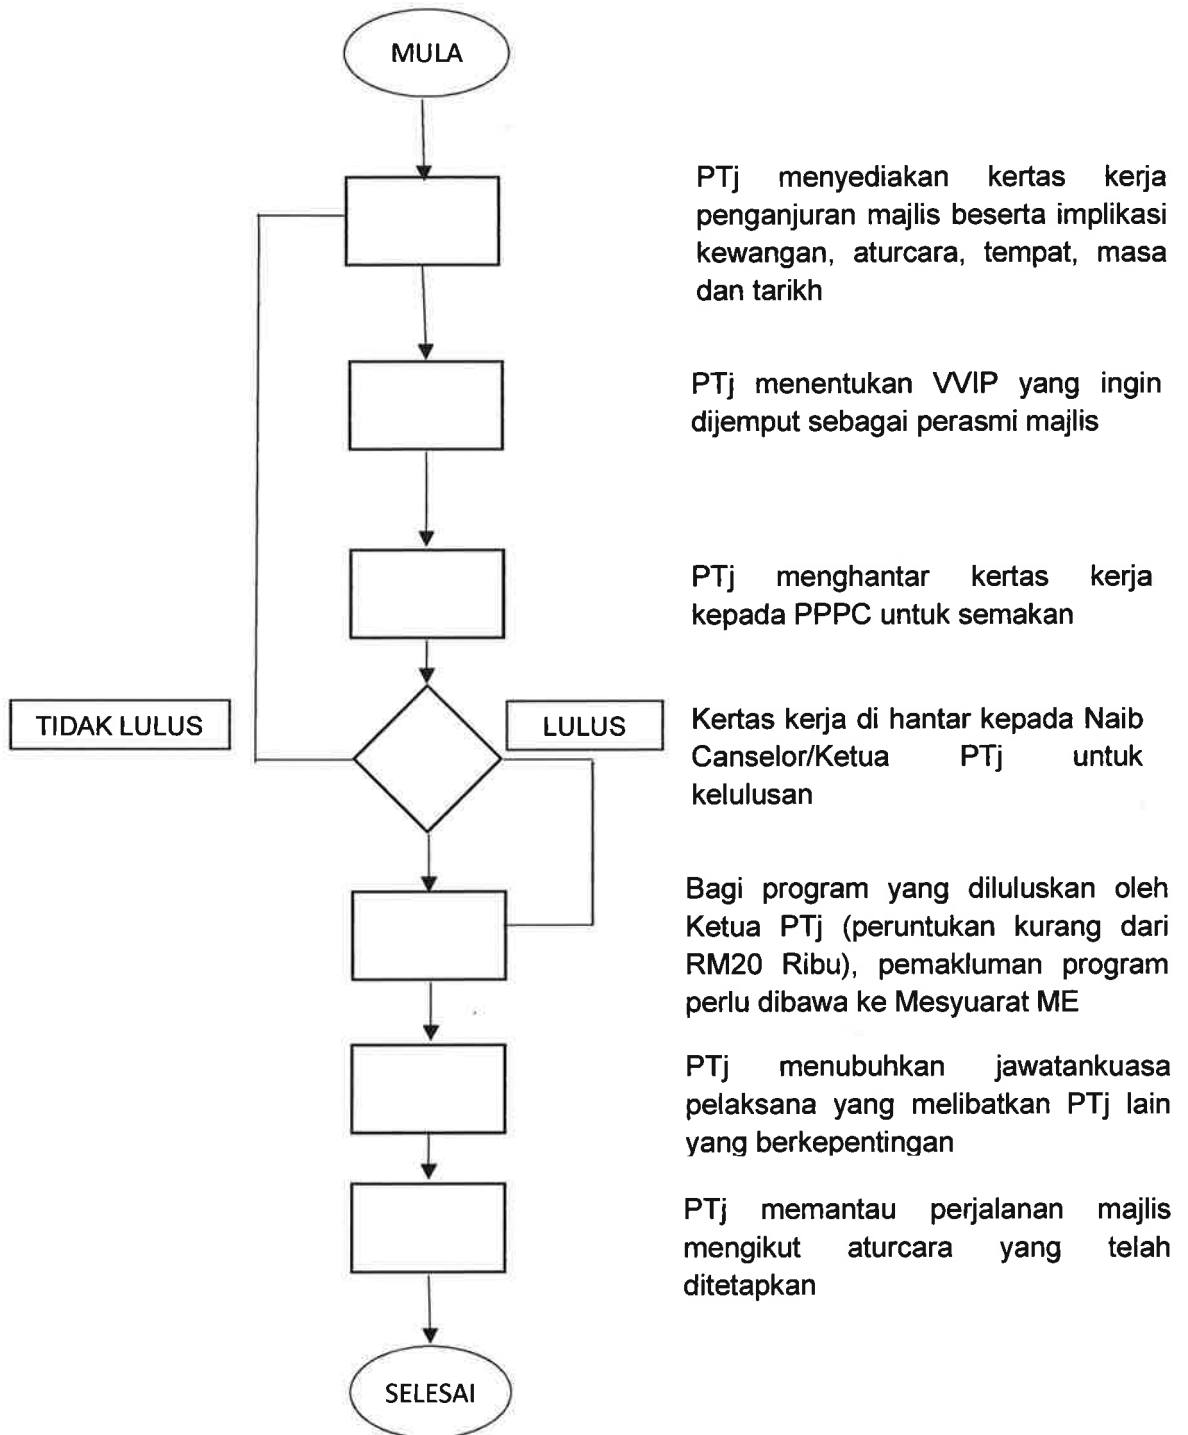 MULA
PTj menyediakan kertas kerja
penganjuran majlis beserta implikasi
kewangan, aturcara, tempat, masa
dan tarikh
PTj menentukan VVIP yang ingin
dijemput sebagai perasmi majlis
PTj menghantar kertas kerja
kepada PPPC untuk semakan
TIDAK LULUS
LULUS
Kertas kerja di hantar kepada Naib
Canselor/Ketua PTj untuk
kelulusan
Bagi program yang diluluskan oleh
Ketua PTj (peruntukan kurang dari
RM20 Ribu), pemakluman program
perlu dibawa ke Mesyuarat ME
PTj menubuhkan jawatankuasa
pelaksana yang melibatkan PTj lain
yang berkepentingan
PTj memantau perjalanan majlis
mengikut aturcara yang telah
ditetapkan
SELESAI